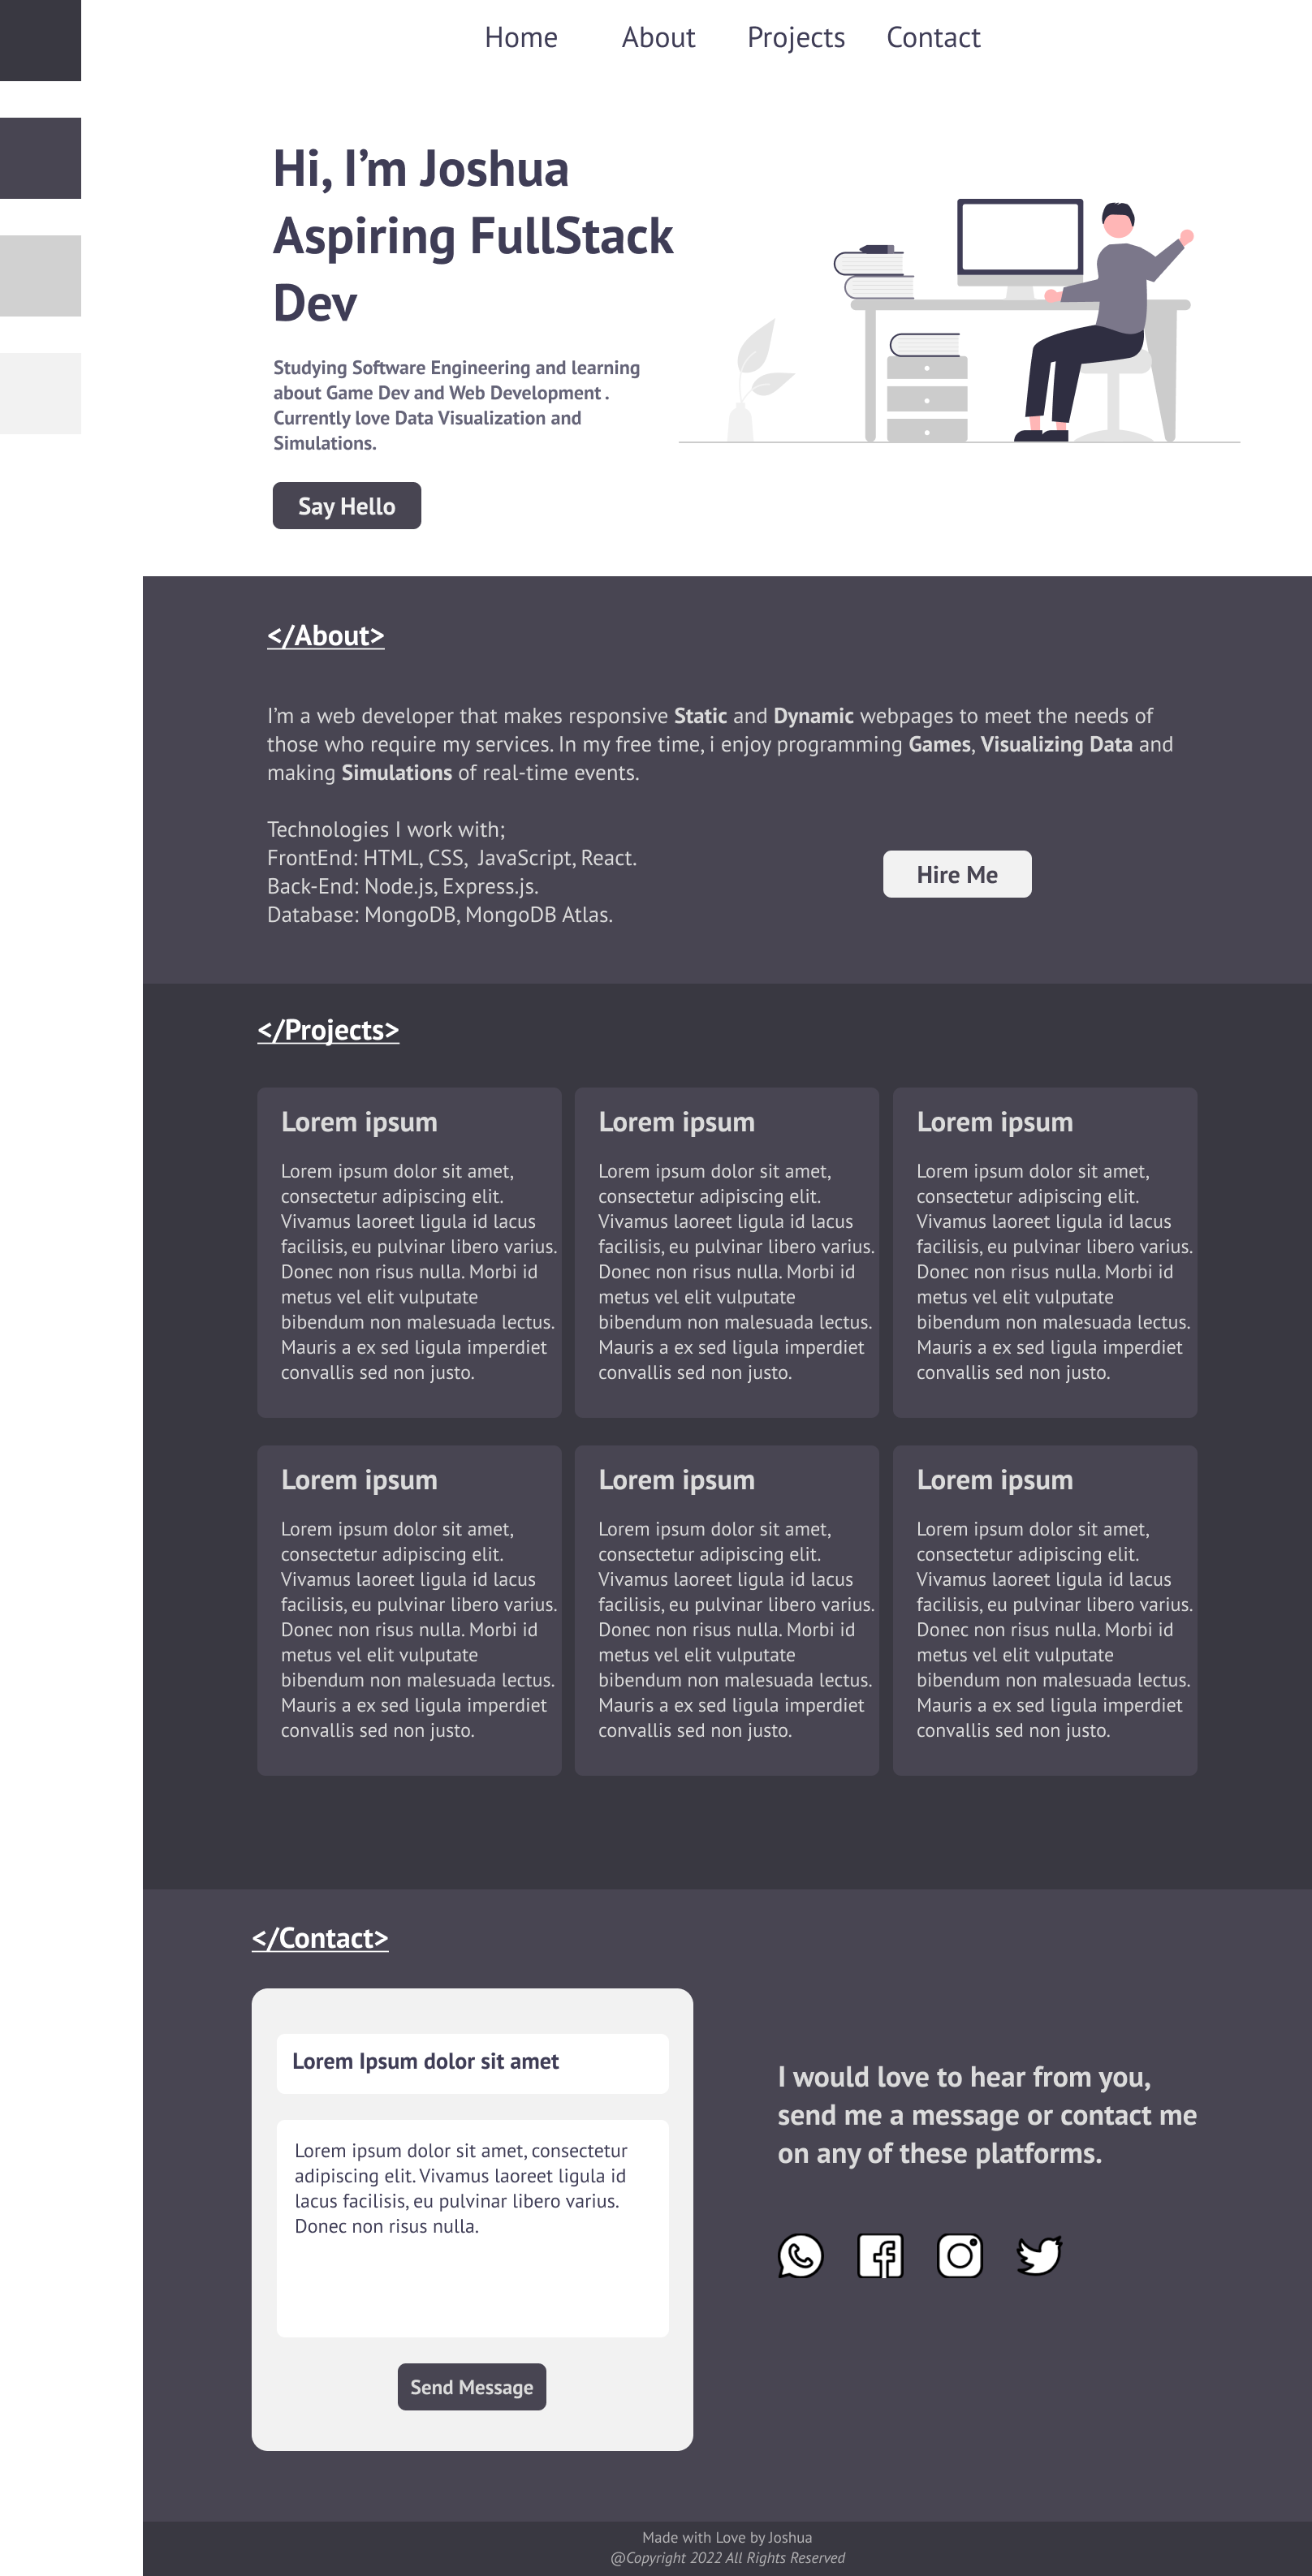 Home About Projects Contact
Hi, I’m Joshua
Aspiring FullStack
Dev
Studying Software Engineering and learning
about Game Dev and Web Development .
Currently love Data Visualization and
Simulations.
Say Hello
</About>
I’m a web developer that makes responsive Static and Dynamic webpages to meet the needs of
those who require my services. In my free time, i enjoy programming Games, Visualizing Data and
making Simulations of real-time events.
Technologies I work with;
FrontEnd: HTML, CSS,  JavaScript, React.
Back-End: Node.js, Express.js.
Database: MongoDB, MongoDB Atlas.
Hire Me
</Projects>
Lorem ipsum
Lorem ipsum dolor sit amet,
consectetur adipiscing elit.
Vivamus laoreet ligula id lacus
facilisis, eu pulvinar libero varius.
Donec non risus nulla. Morbi id
metus vel elit vulputate
bibendum non malesuada lectus.
Mauris a ex sed ligula imperdiet
convallis sed non justo.
Lorem ipsum
Lorem ipsum dolor sit amet,
consectetur adipiscing elit.
Vivamus laoreet ligula id lacus
facilisis, eu pulvinar libero varius.
Donec non risus nulla. Morbi id
metus vel elit vulputate
bibendum non malesuada lectus.
Mauris a ex sed ligula imperdiet
convallis sed non justo.
Lorem ipsum
Lorem ipsum dolor sit amet,
consectetur adipiscing elit.
Vivamus laoreet ligula id lacus
facilisis, eu pulvinar libero varius.
Donec non risus nulla. Morbi id
metus vel elit vulputate
bibendum non malesuada lectus.
Mauris a ex sed ligula imperdiet
convallis sed non justo.
Lorem ipsum
Lorem ipsum dolor sit amet,
consectetur adipiscing elit.
Vivamus laoreet ligula id lacus
facilisis, eu pulvinar libero varius.
Donec non risus nulla. Morbi id
metus vel elit vulputate
bibendum non malesuada lectus.
Mauris a ex sed ligula imperdiet
convallis sed non justo.
Lorem ipsum
Lorem ipsum dolor sit amet,
consectetur adipiscing elit.
Vivamus laoreet ligula id lacus
facilisis, eu pulvinar libero varius.
Donec non risus nulla. Morbi id
metus vel elit vulputate
bibendum non malesuada lectus.
Mauris a ex sed ligula imperdiet
convallis sed non justo.
Lorem ipsum
Lorem ipsum dolor sit amet,
consectetur adipiscing elit.
Vivamus laoreet ligula id lacus
facilisis, eu pulvinar libero varius.
Donec non risus nulla. Morbi id
metus vel elit vulputate
bibendum non malesuada lectus.
Mauris a ex sed ligula imperdiet
convallis sed non justo.
</Contact>
Lorem Ipsum dolor sit amet
Lorem ipsum dolor sit amet, consectetur
adipiscing elit. Vivamus laoreet ligula id
lacus facilisis, eu pulvinar libero varius.
Donec non risus nulla.
Send Message
I would love to hear from you,
send me a message or contact me
on any of these platforms.
Made with Love by Joshua
@Copyright 2022 All Rights Reserved